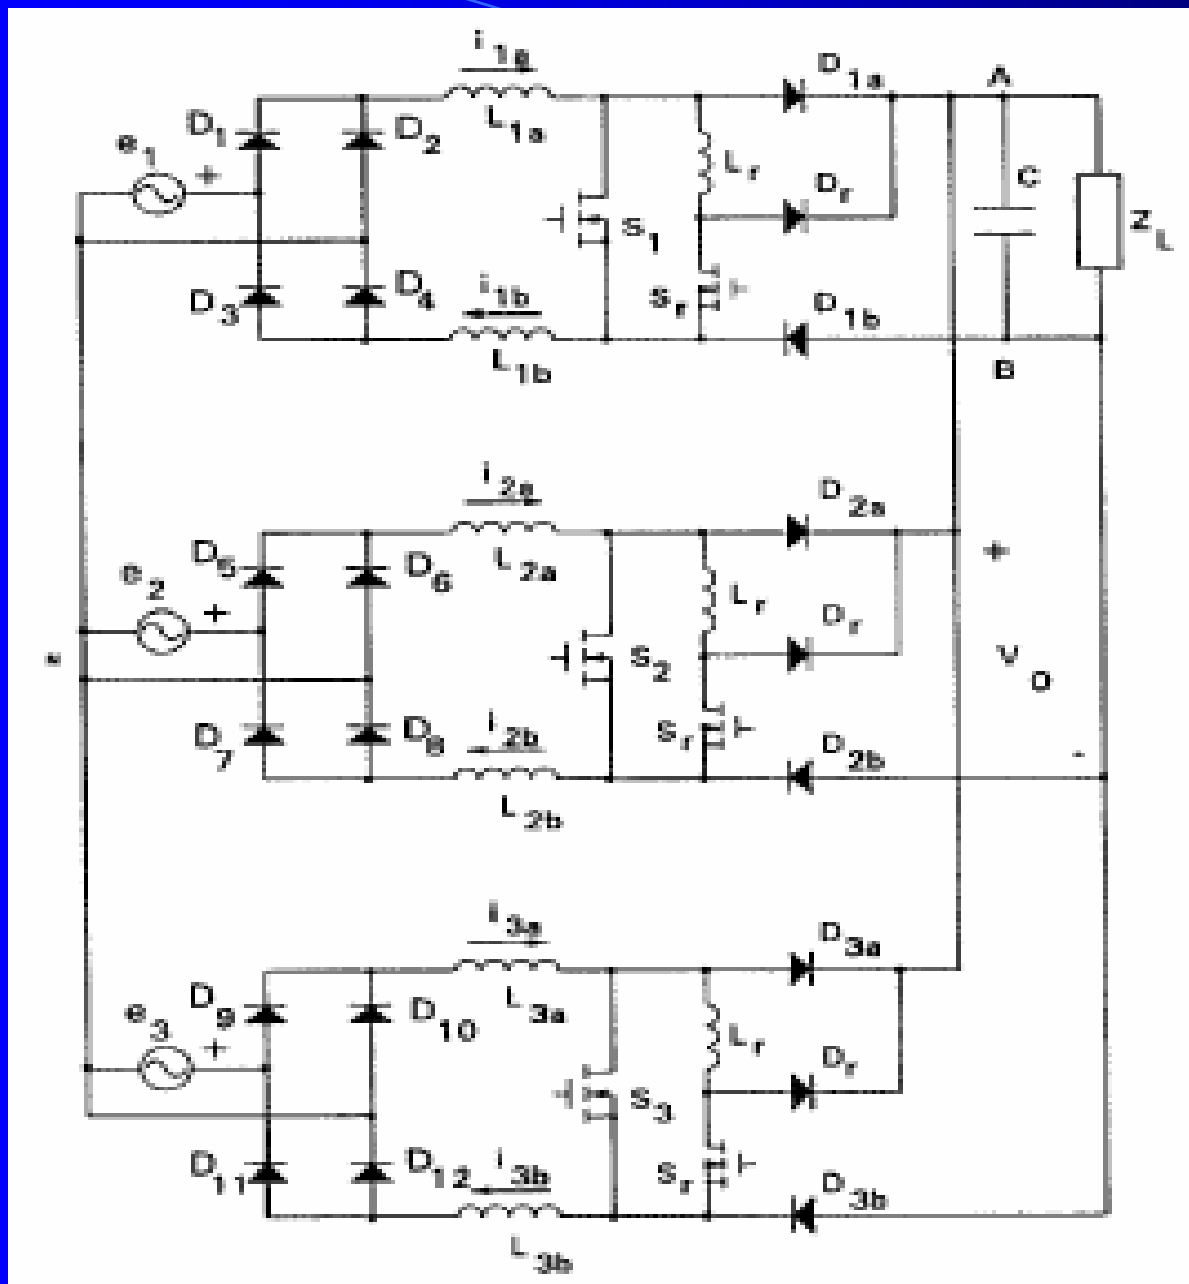 i1a
D1a
A
L1a
D1
D2
e1
+
Lr
Dr
C
S1
ZL
D3
D4
i1b
Sr
D1b
L1b
B
i2a
D2a
D5
D6
L2a
e2
+
Lr
Dr
+
S2
Vo
D7
D8
i2b
Sr
D2b
-
L2b
i3a
D3a
D9
D10
L3a
e3
+
Lr
Dr
S3
D11
D12
i3b
Sr
D3b
L3b